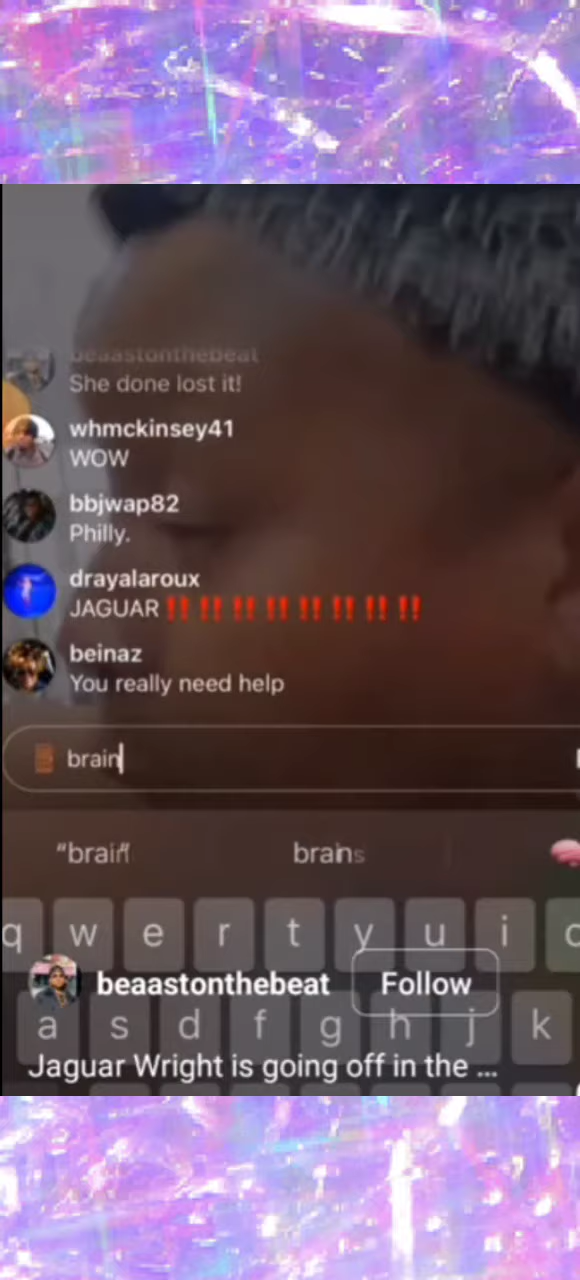 beaastonthebeat
She done lost it!
whmckinsey41
WOW
bbjwap82
Philly.
drayalaroux
JAGUAR ‼️‼️‼️‼️‼️‼️‼️‼️
beinaz
You really need help
🧱 brain
“brain” brains 🧠
q w e r t y u i o
beaastonthebeat Follow
a s d f g h j k
Jaguar Wright is going off in the ...